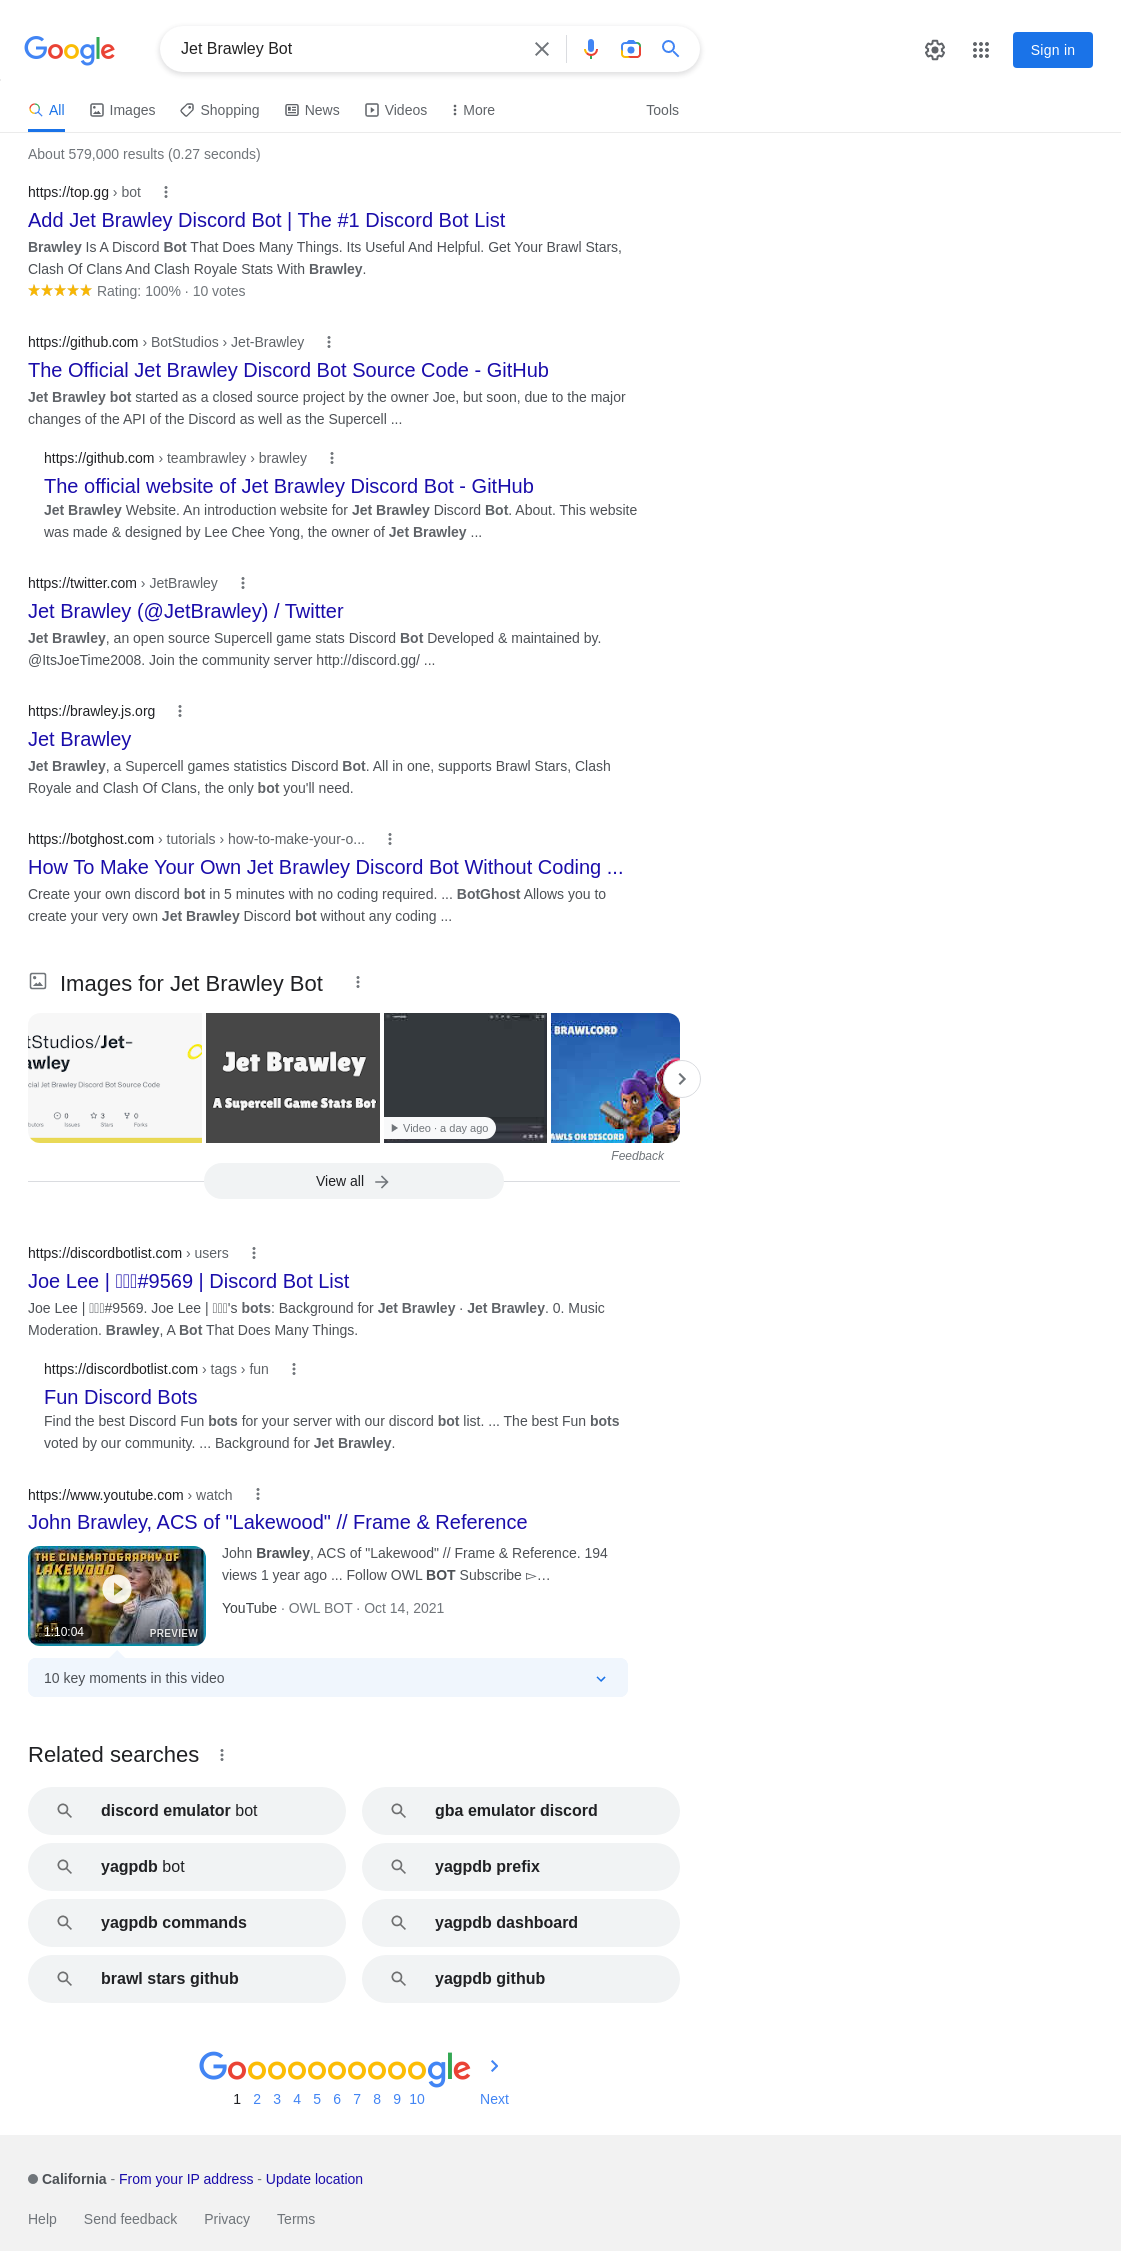 Google
Jet Brawley Bot
Sign in
All
Images
Shopping
News
Videos
More
Tools
About 579,000 results (0.27 seconds)
https://top.gg › bot
Add Jet Brawley Discord Bot | The #1 Discord Bot List
Brawley Is A Discord Bot That Does Many Things. Its Useful And Helpful. Get Your Brawl Stars,
Clash Of Clans And Clash Royale Stats With Brawley.
Rating: 100% · 10 votes
https://github.com › BotStudios › Jet-Brawley
The Official Jet Brawley Discord Bot Source Code - GitHub
Jet Brawley bot started as a closed source project by the owner Joe, but soon, due to the major
changes of the API of the Discord as well as the Supercell ...
https://github.com › teambrawley › brawley
The official website of Jet Brawley Discord Bot - GitHub
Jet Brawley Website. An introduction website for Jet Brawley Discord Bot. About. This website
was made & designed by Lee Chee Yong, the owner of Jet Brawley ...
https://twitter.com › JetBrawley
Jet Brawley (@JetBrawley) / Twitter
Jet Brawley, an open source Supercell game stats Discord Bot Developed & maintained by.
@ItsJoeTime2008. Join the community server http://discord.gg/ ...
https://brawley.js.org
Jet Brawley
Jet Brawley, a Supercell games statistics Discord Bot. All in one, supports Brawl Stars, Clash
Royale and Clash Of Clans, the only bot you'll need.
https://botghost.com › tutorials › how-to-make-your-o...
How To Make Your Own Jet Brawley Discord Bot Without Coding ...
Create your own discord bot in 5 minutes with no coding required. ... BotGhost Allows you to
create your very own Jet Brawley Discord bot without any coding ...
Images for Jet Brawley Bot
tStudios/Jet-
awley
cial Jet Brawley Discord Bot Source Code
0
3
0
Issues
Stars
Forks
Jet Brawley
A Supercell Game Stats Bot
Video · a day ago
BRAWLCORD
AWLS ON DISCORD
Feedback
View all
https://discordbotlist.com › users
Joe Lee | #9569 | Discord Bot List
Joe Lee | #9569. Joe Lee | 's bots: Background for Jet Brawley · Jet Brawley. 0. Music
Moderation. Brawley, A Bot That Does Many Things.
https://discordbotlist.com › tags › fun
Fun Discord Bots
Find the best Discord Fun bots for your server with our discord bot list. ... The best Fun bots
voted by our community. ... Background for Jet Brawley.
https://www.youtube.com › watch
John Brawley, ACS of "Lakewood" // Frame & Reference
THE CINEMATOGRAPHY OF
LAKEWOOD
1:10:04
PREVIEW
John Brawley, ACS of "Lakewood" // Frame & Reference. 194
views 1 year ago ... Follow OWL BOT Subscribe ▻…
YouTube · OWL BOT · Oct 14, 2021
10 key moments in this video
Related searches
discord emulator bot
gba emulator discord
yagpdb bot
yagpdb prefix
yagpdb commands
yagpdb dashboard
brawl stars github
yagpdb github
Goooooooooogle
1 2 3 4 5 6 7 8 9 10 Next
California - From your IP address - Update location
Help Send feedback Privacy Terms